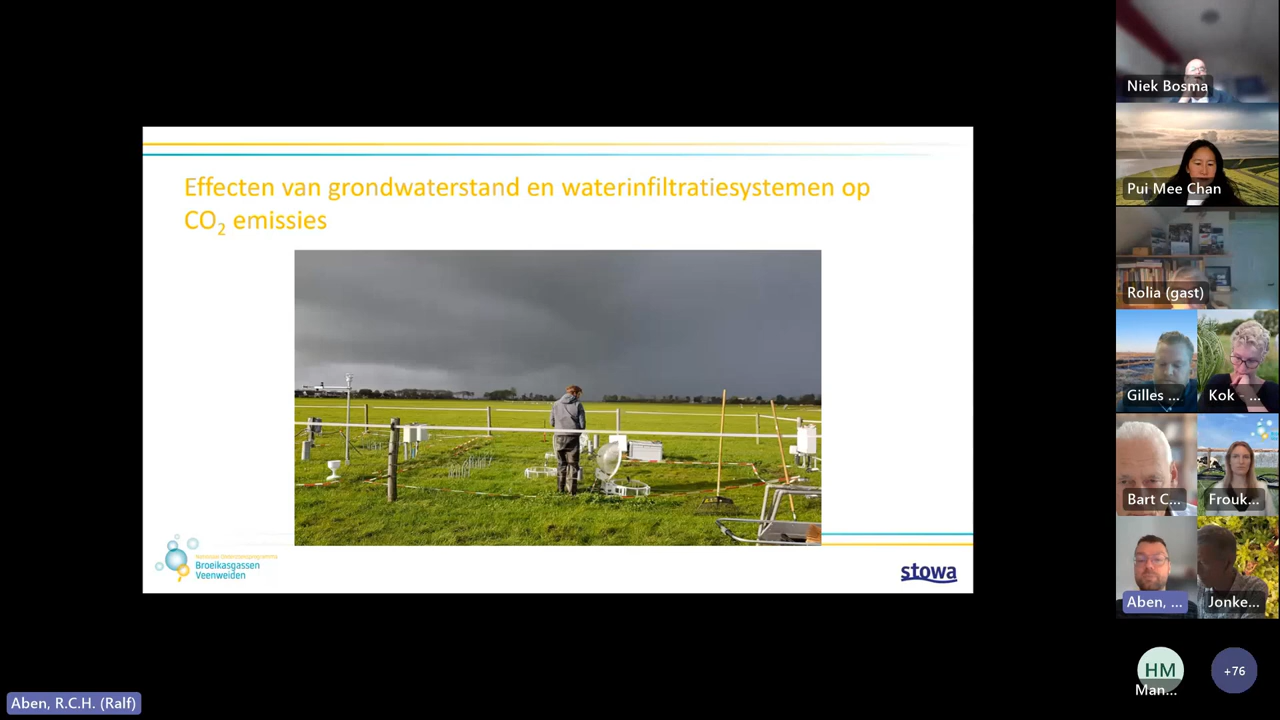 Effecten van grondwaterstand en waterinfiltratiesystemen op
CO₂ emissies
Broeikasgassen
Veenweiden
stowa
Niek Bosma
Pui Mee Chan
Rolia (gast)
Gilles ...
Kok - ...
Bart C...
Frouk...
Aben, ...
Jonke...
HM
Man...
+76
Aben, R.C.H. (Ralf)